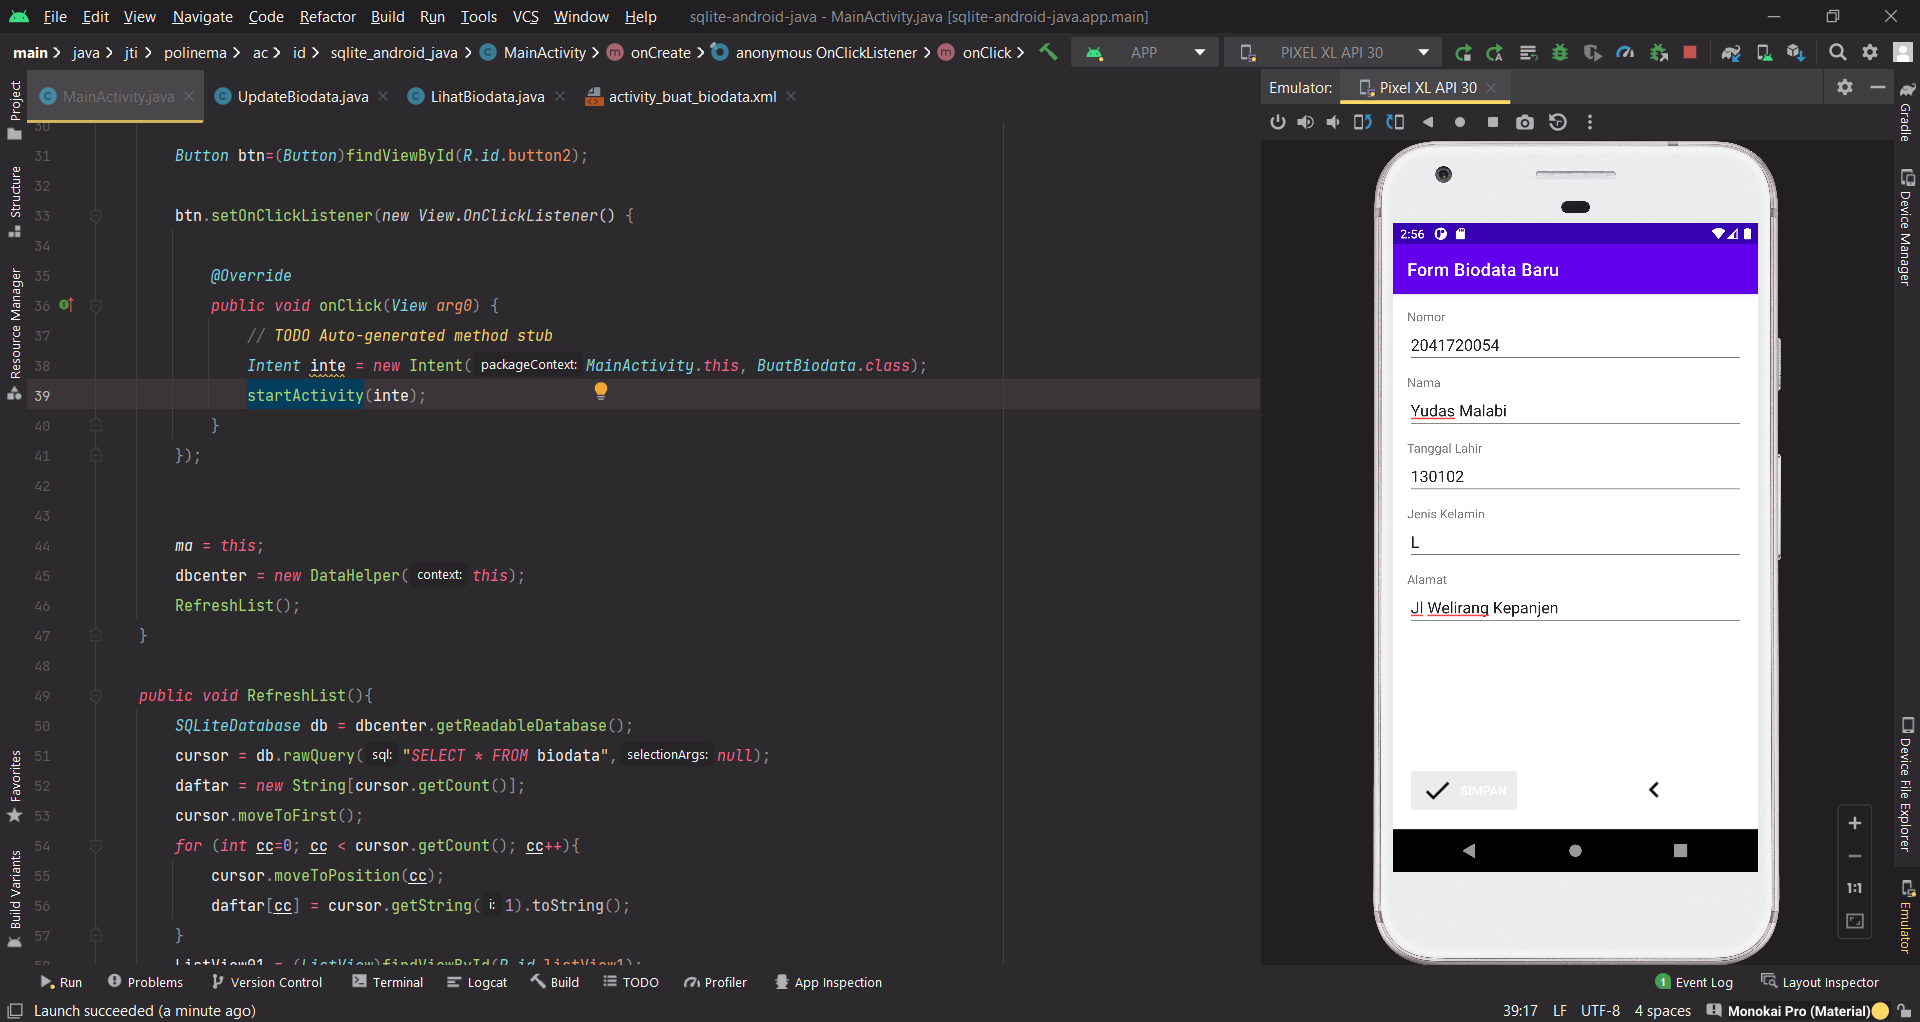 File Edit View Navigate Code Refactor Build Run Tools VCS Window Help sqlite-android-java - MainActivity.java [sqlite-android-java.app.main]
main java jti polinema ac id sqlite_android_java MainActivity onCreate anonymous OnClickListener onClick APP PIXEL XL API 30
MainActivity.java UpdateBiodata.java LihatBiodata.java activity_buat_biodata.xml
Emulator: Pixel XL API 30
Project
Structure
Resource Manager
Favorites
Build Variants
30
31 Button btn=(Button)findViewById(R.id.button2);
32
33 btn.setOnClickListener(new View.OnClickListener() {
34
35 @Override
36 public void onClick(View arg0) {
37 // TODO Auto-generated method stub
38 Intent inte = new Intent( packageContext: MainActivity.this, BuatBiodata.class);
39 startActivity(inte);
40 }
41 });
42
43
44 ma = this;
45 dbcenter = new DataHelper( context: this);
46 RefreshList();
47 }
48
49 public void RefreshList(){
50 SQLiteDatabase db = dbcenter.getReadableDatabase();
51 cursor = db.rawQuery( sql: "SELECT * FROM biodata", selectionArgs: null);
52 daftar = new String[cursor.getCount()];
53 cursor.moveToFirst();
54 for (int cc=0; cc < cursor.getCount(); cc++){
55 cursor.moveToPosition(cc);
56 daftar[cc] = cursor.getString( i: 1).toString();
57 }
58 ListView01 = (ListView)findViewById(R.id.listView1);
2:56
Form Biodata Baru
Nomor
2041720054
Nama
Yudas Malabi
Tanggal Lahir
130102
Jenis Kelamin
L
Alamat
Jl Welirang Kepanjen
SIMPAN
1:1
Gradle
Device Manager
Device File Explorer
Emulator
Run Problems Version Control Terminal Logcat Build TODO Profiler App Inspection 1 Event Log Layout Inspector
Launch succeeded (a minute ago) 39:17 LF UTF-8 4 spaces Monokai Pro (Material)